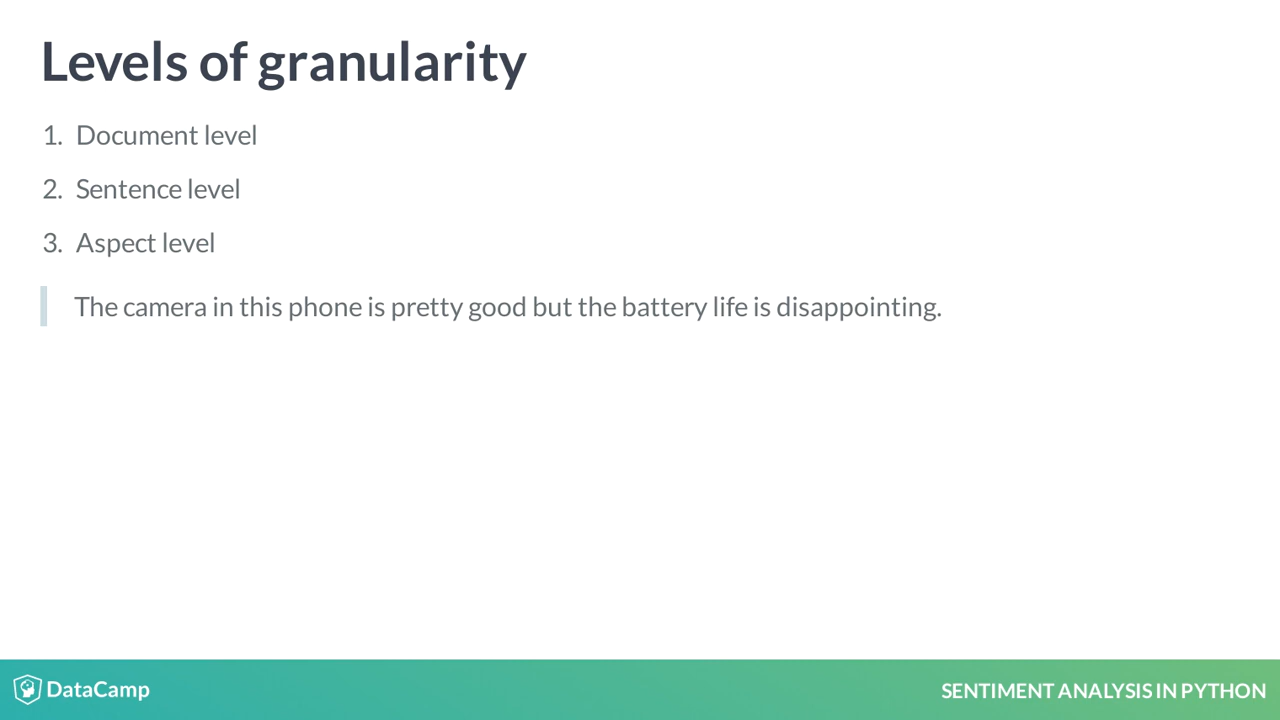 Levels of granularity
1. Document level
2. Sentence level
3. Aspect level
The camera in this phone is pretty good but the battery life is disappointing.
DataCamp
SENTIMENT ANALYSIS IN PYTHON